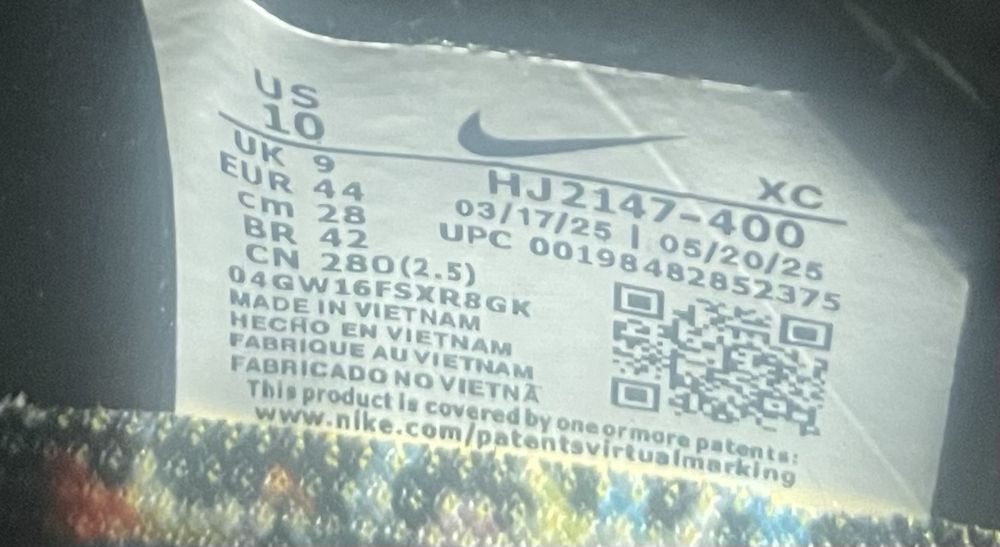 US
10
UK 9
EUR 44
cm 28
BR 42
CN 280(2.5)
XC
HJ2147-400
03/17/25 | 05/20/25
UPC 00198482852375
04GW16FSXR8GK
MADE IN VIETNAM
HECHO EN VIETNAM
FABRIQUE AU VIETNAM
FABRICADO NO VIETNÃ
This product is covered by one or more patents:
www.nike.com/patentsvirtualmarking